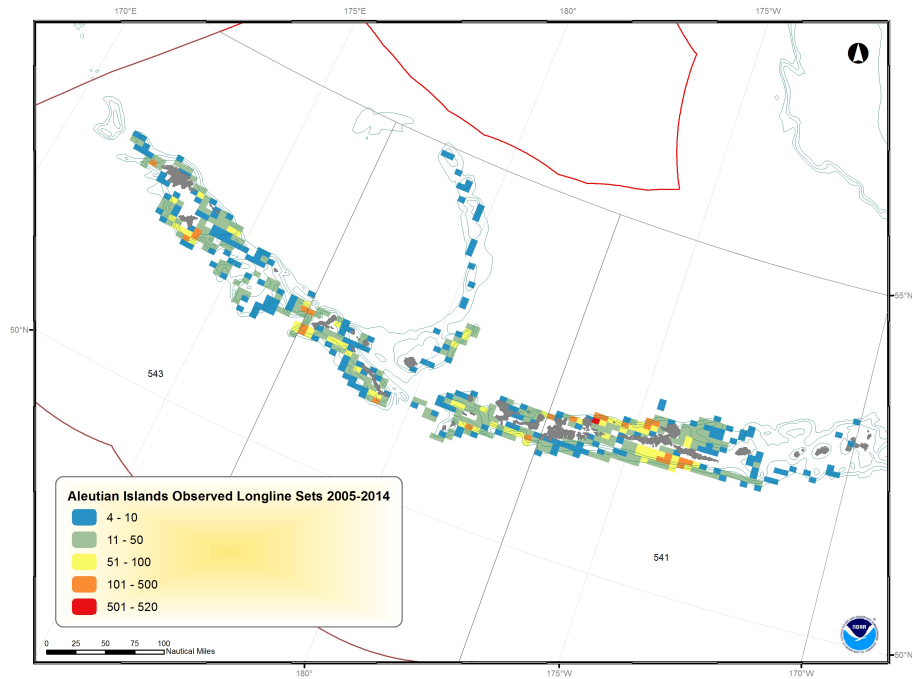 170°E 175°E 180° 175°W
55°N
50°N
543
541
Aleutian Islands Observed Longline Sets 2005-2014
4 - 10
11 - 50
51 - 100
101 - 500
501 - 520
NOAA
0 25 50 75 100
Nautical Miles
50°N
180° 175°W 170°W